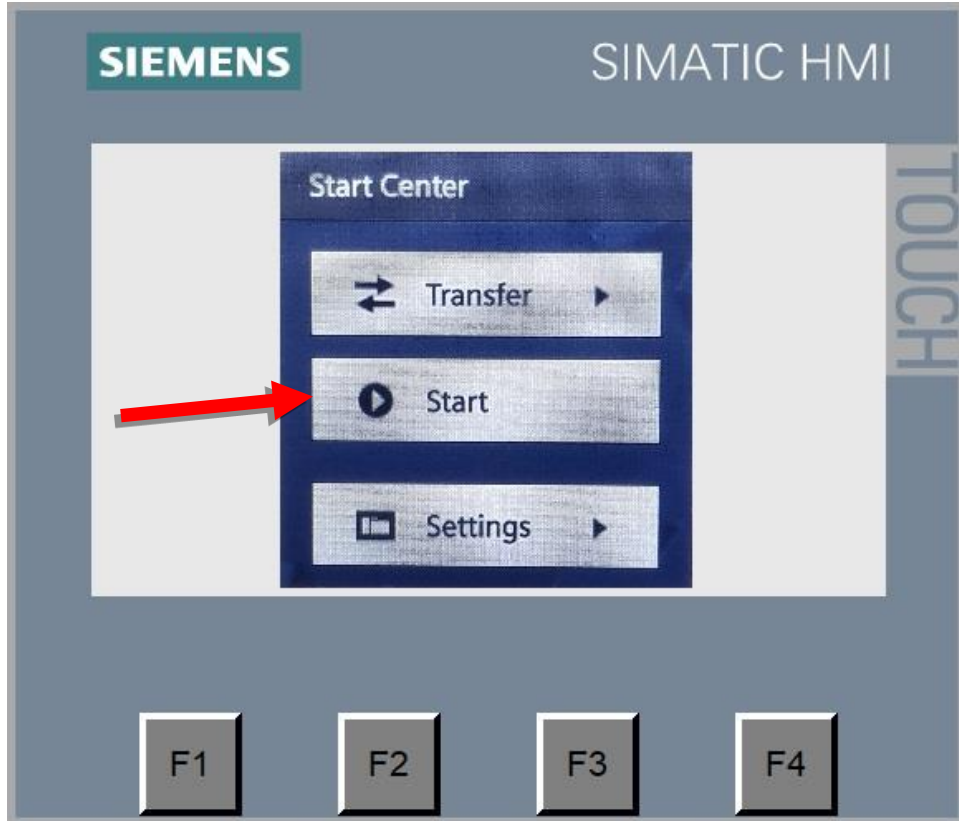 SIEMENS
SIMATIC HMI
TOUCH
Start Center
Transfer
Start
Settings
F1
F2
F3
F4